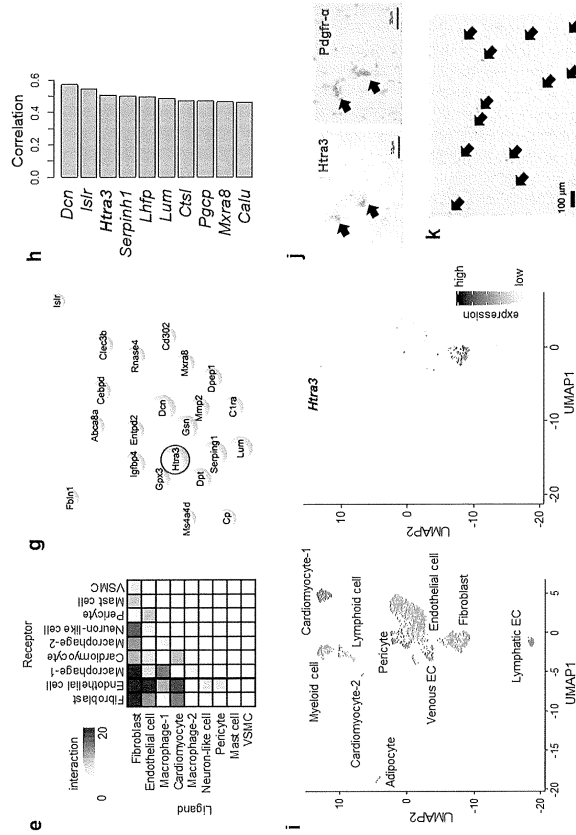 e
interaction
0
20
Receptor
Fibroblast
Endothelial cell
Macrophage-1
Cardiomyocyte
Macrophage-2
Neuron-like cell
Pericyte
Mast cell
VSMC
Ligand
Fibroblast
Endothelial cell
Macrophage-1
Cardiomyocyte
Macrophage-2
Neuron-like cell
Pericyte
Mast cell
VSMC
g
Fbln1
Islr
Abca8a
Cebpd
Clec3b
Igfbp4
Entpd2
Rnase4
Gpx3
Htra3
Dcn
Cd302
Ms4a4d
Dpt
Gsn
Mxra8
Mmp2
Dpep1
Serping1
Cp
Lum
C1ra
h
Correlation
0.0
0.2
0.4
0.6
Dcn
Islr
Htra3
Serpinh1
Lhfp
Lum
Ctsl
Pgcp
Mxra8
Calu
i
UMAP2
10
0
-10
-20
Myeloid cell
Cardiomyocyte-1
Cardiomyocyte-2
Lymphoid cell
Adipocyte
Pericyte
Venous EC
Endothelial cell
Fibroblast
Lymphatic EC
-20
-15
-10
-5
0
5
UMAP1
Htra3
UMAP2
10
0
-10
-20
expression
high
low
-20
-10
0
UMAP1
j
Htra3
Pdgfr-α
k
100 µm